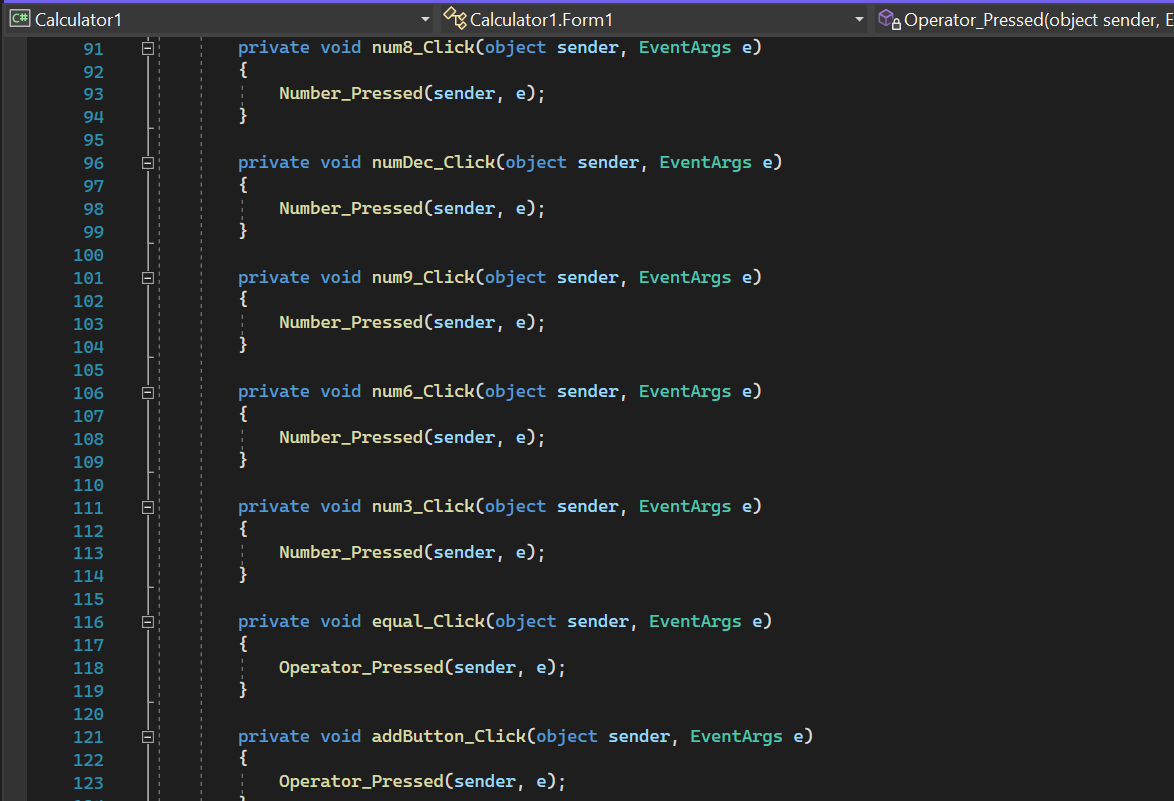 C# Calculator1 Calculator1.Form1 Operator_Pressed(object sender, E
91 private void num8_Click(object sender, EventArgs e)
92 {
93 Number_Pressed(sender, e);
94 }
95
96 private void numDec_Click(object sender, EventArgs e)
97 {
98 Number_Pressed(sender, e);
99 }
100
101 private void num9_Click(object sender, EventArgs e)
102 {
103 Number_Pressed(sender, e);
104 }
105
106 private void num6_Click(object sender, EventArgs e)
107 {
108 Number_Pressed(sender, e);
109 }
110
111 private void num3_Click(object sender, EventArgs e)
112 {
113 Number_Pressed(sender, e);
114 }
115
116 private void equal_Click(object sender, EventArgs e)
117 {
118 Operator_Pressed(sender, e);
119 }
120
121 private void addButton_Click(object sender, EventArgs e)
122 {
123 Operator_Pressed(sender, e);